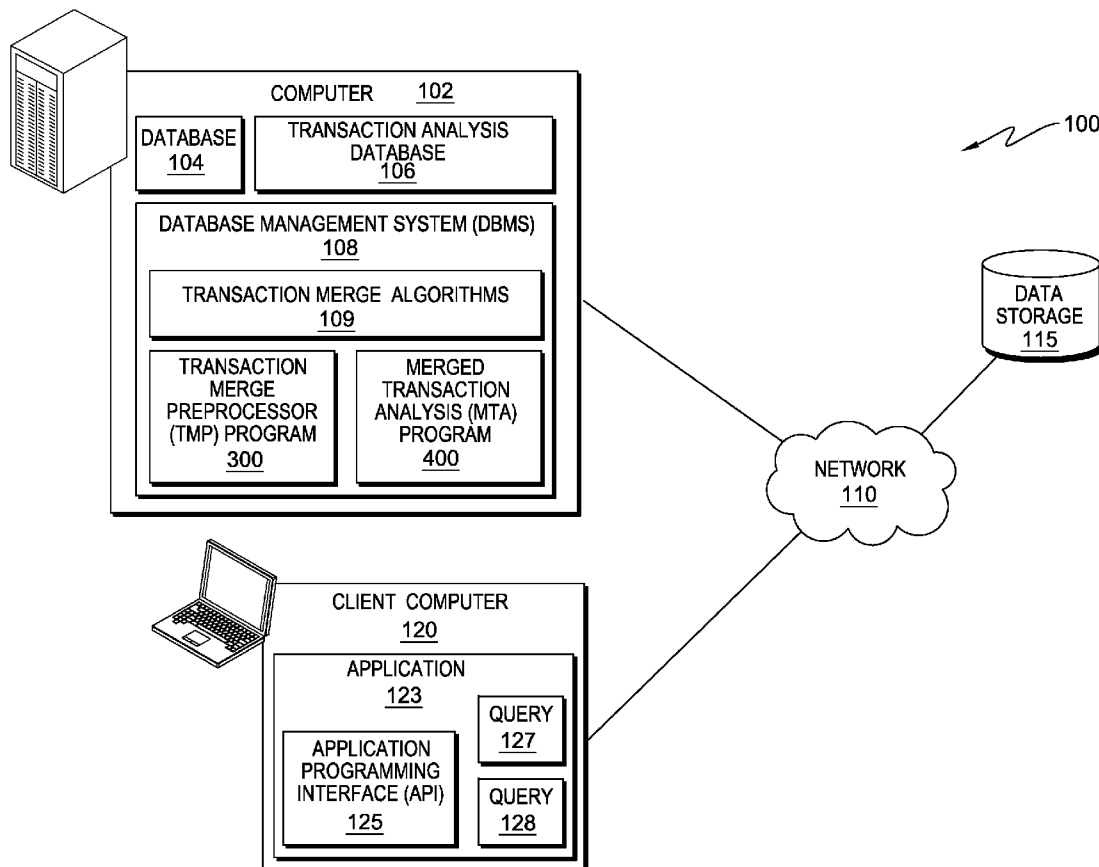 COMPUTER 102
DATABASE
104
TRANSACTION ANALYSIS
DATABASE
106
DATABASE MANAGEMENT SYSTEM (DBMS)
108
TRANSACTION MERGE ALGORITHMS
109
TRANSACTION
MERGE
PREPROCESSOR
(TMP) PROGRAM
300
MERGED
TRANSACTION
ANALYSIS (MTA)
PROGRAM
400
100
DATA
STORAGE
115
NETWORK
110
CLIENT COMPUTER
120
APPLICATION
123
APPLICATION
PROGRAMMING
INTERFACE (API)
125
QUERY
127
QUERY
128